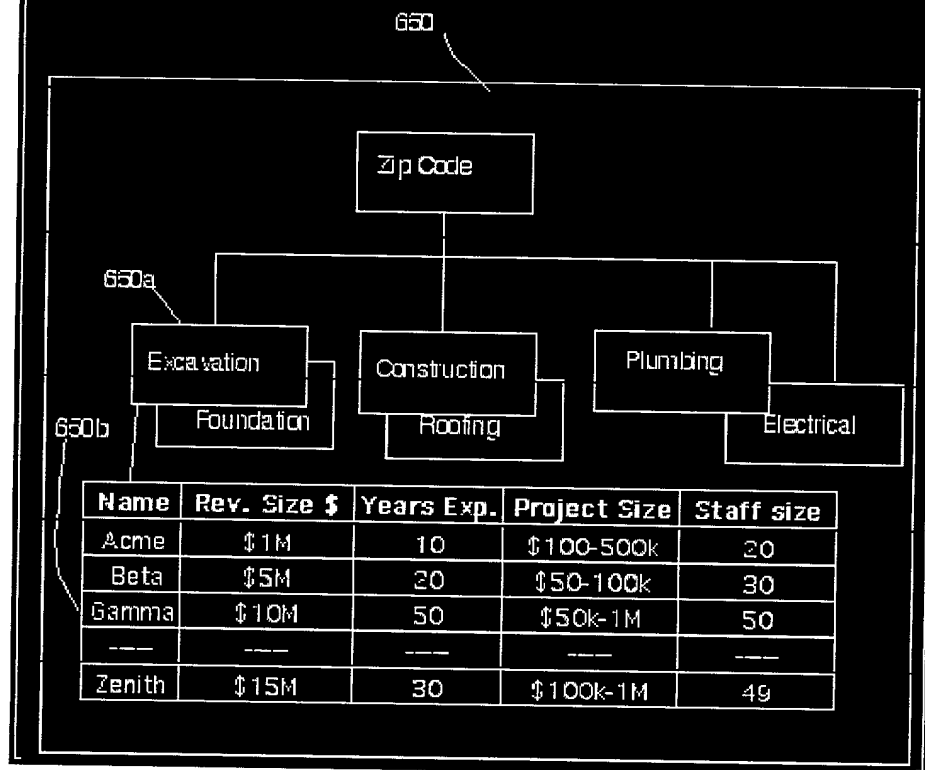 650
Zip Code
650a
Excavation
Construction
Plumbing
Foundation
Roofing
Electrical
650b
Name Rev. Size $ Years Exp. Project Size Staff size
Acme $1M 10 $100-500k 20
Beta $5M 20 $50-100k 30
Gamma $10M 50 $50k-1M 50
---- ---- ---- ---- ----
Zenith $15M 30 $100k-1M 49